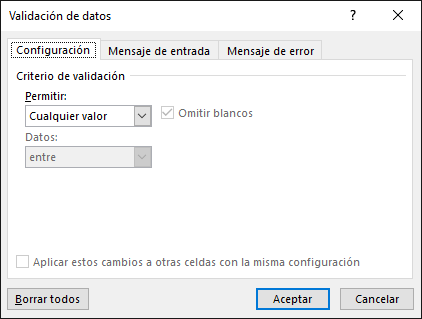 Validación de datos
? ×
Configuración Mensaje de entrada Mensaje de error
Criterio de validación
Permitir:
Cualquier valor Omitir blancos
Datos:
entre
Aplicar estos cambios a otras celdas con la misma configuración
Borrar todos Aceptar Cancelar